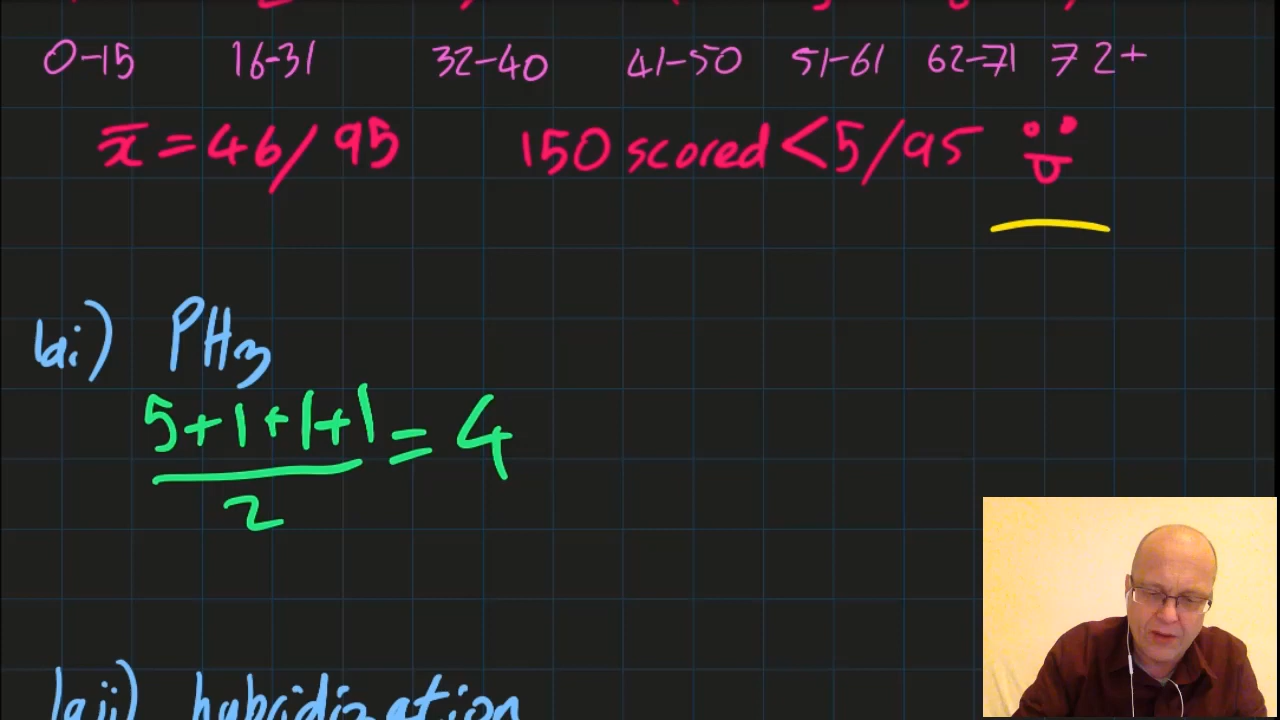 0-15 16-31 32-40 41-50 51-61 62-71 72+
x̄ = 46/95 150 scored <5/95
1ai) PH3
5+1+1+1
= 4
2
1aii) hybridization